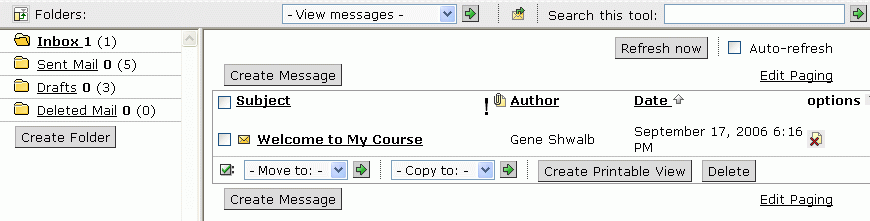 Folders:
- View messages -
Search this tool:
Inbox 1 (1)
Sent Mail 0 (5)
Drafts 0 (3)
Deleted Mail 0 (0)
Create Folder
Refresh now
Auto-refresh
Create Message
Edit Paging
Subject ! Author Date options
Welcome to My Course Gene Shwalb September 17, 2006 6:16
PM
- Move to: - - Copy to: - Create Printable View Delete
Create Message
Edit Paging